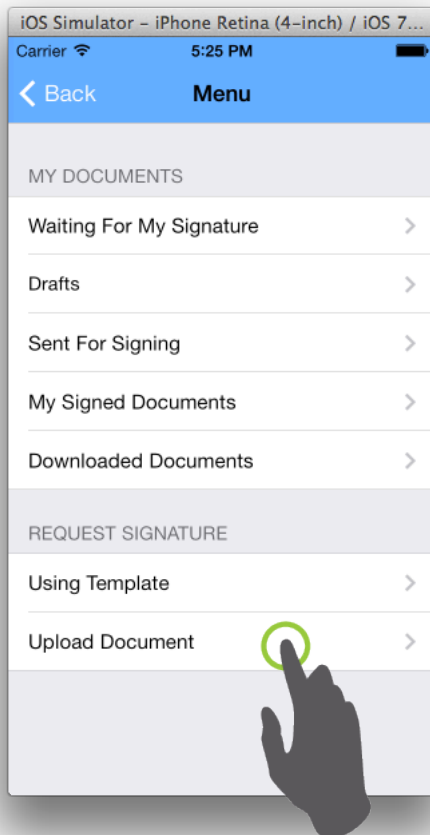 iOS Simulator – iPhone Retina (4-inch) / iOS 7...
Carrier 5:25 PM
Back Menu
MY DOCUMENTS
Waiting For My Signature
Drafts
Sent For Signing
My Signed Documents
Downloaded Documents
REQUEST SIGNATURE
Using Template
Upload Document